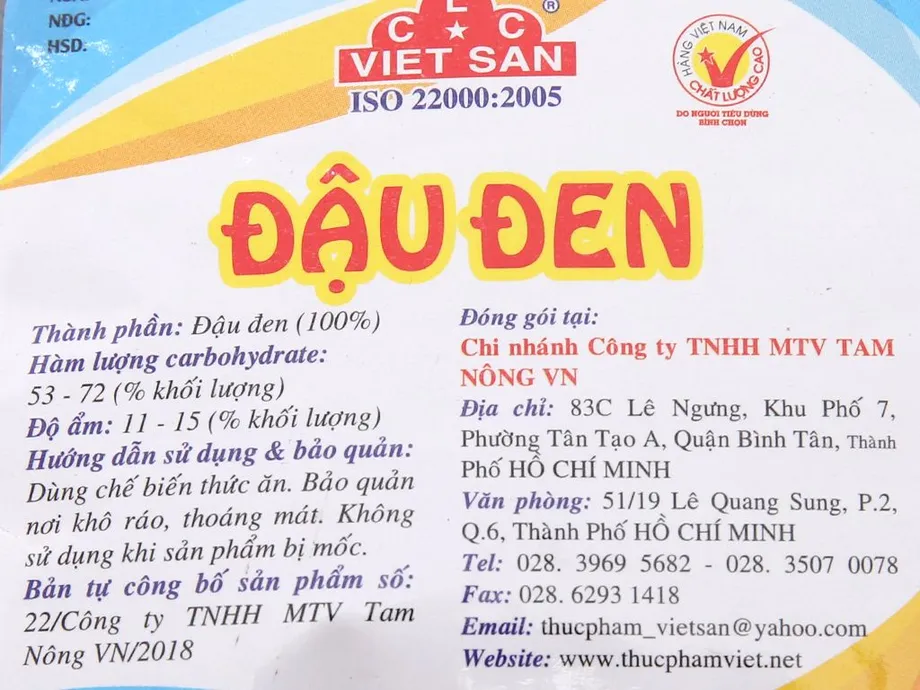 NĐG:
HSD.
C L C ®
VIET SAN
ISO 22000:2005
HÀNG VIỆT NAM
CHẤT LƯỢNG CAO
DO NGƯỜI TIÊU DÙNG
BÌNH CHỌN
ĐẬU ĐEN
Thành phần: Đậu đen (100%)
Hàm lượng carbohydrate:
53 - 72 (% khối lượng)
Độ ẩm: 11 - 15 (% khối lượng)
Hướng dẫn sử dụng & bảo quản:
Dùng chế biến thức ăn. Bảo quản
nơi khô ráo, thoáng mát. Không
sử dụng khi sản phẩm bị mốc.
Bản tự công bố sản phẩm số:
22/Công ty TNHH MTV Tam
Nông VN/2018
Đóng gói tại:
Chi nhánh Công ty TNHH MTV TAM
NÔNG VN
Địa chỉ: 83C Lê Ngưng, Khu Phố 7,
Phường Tân Tạo A, Quận Bình Tân, Thành
Phố HỒ CHÍ MINH
Văn phòng: 51/19 Lê Quang Sung, P.2,
Q.6, Thành Phố HỒ CHÍ MINH
Tel: 028. 3969 5682 - 028. 3507 0078
Fax: 028. 6293 1418
Email: thucpham_vietsan@yahoo.com
Website: www.thucphamviet.net